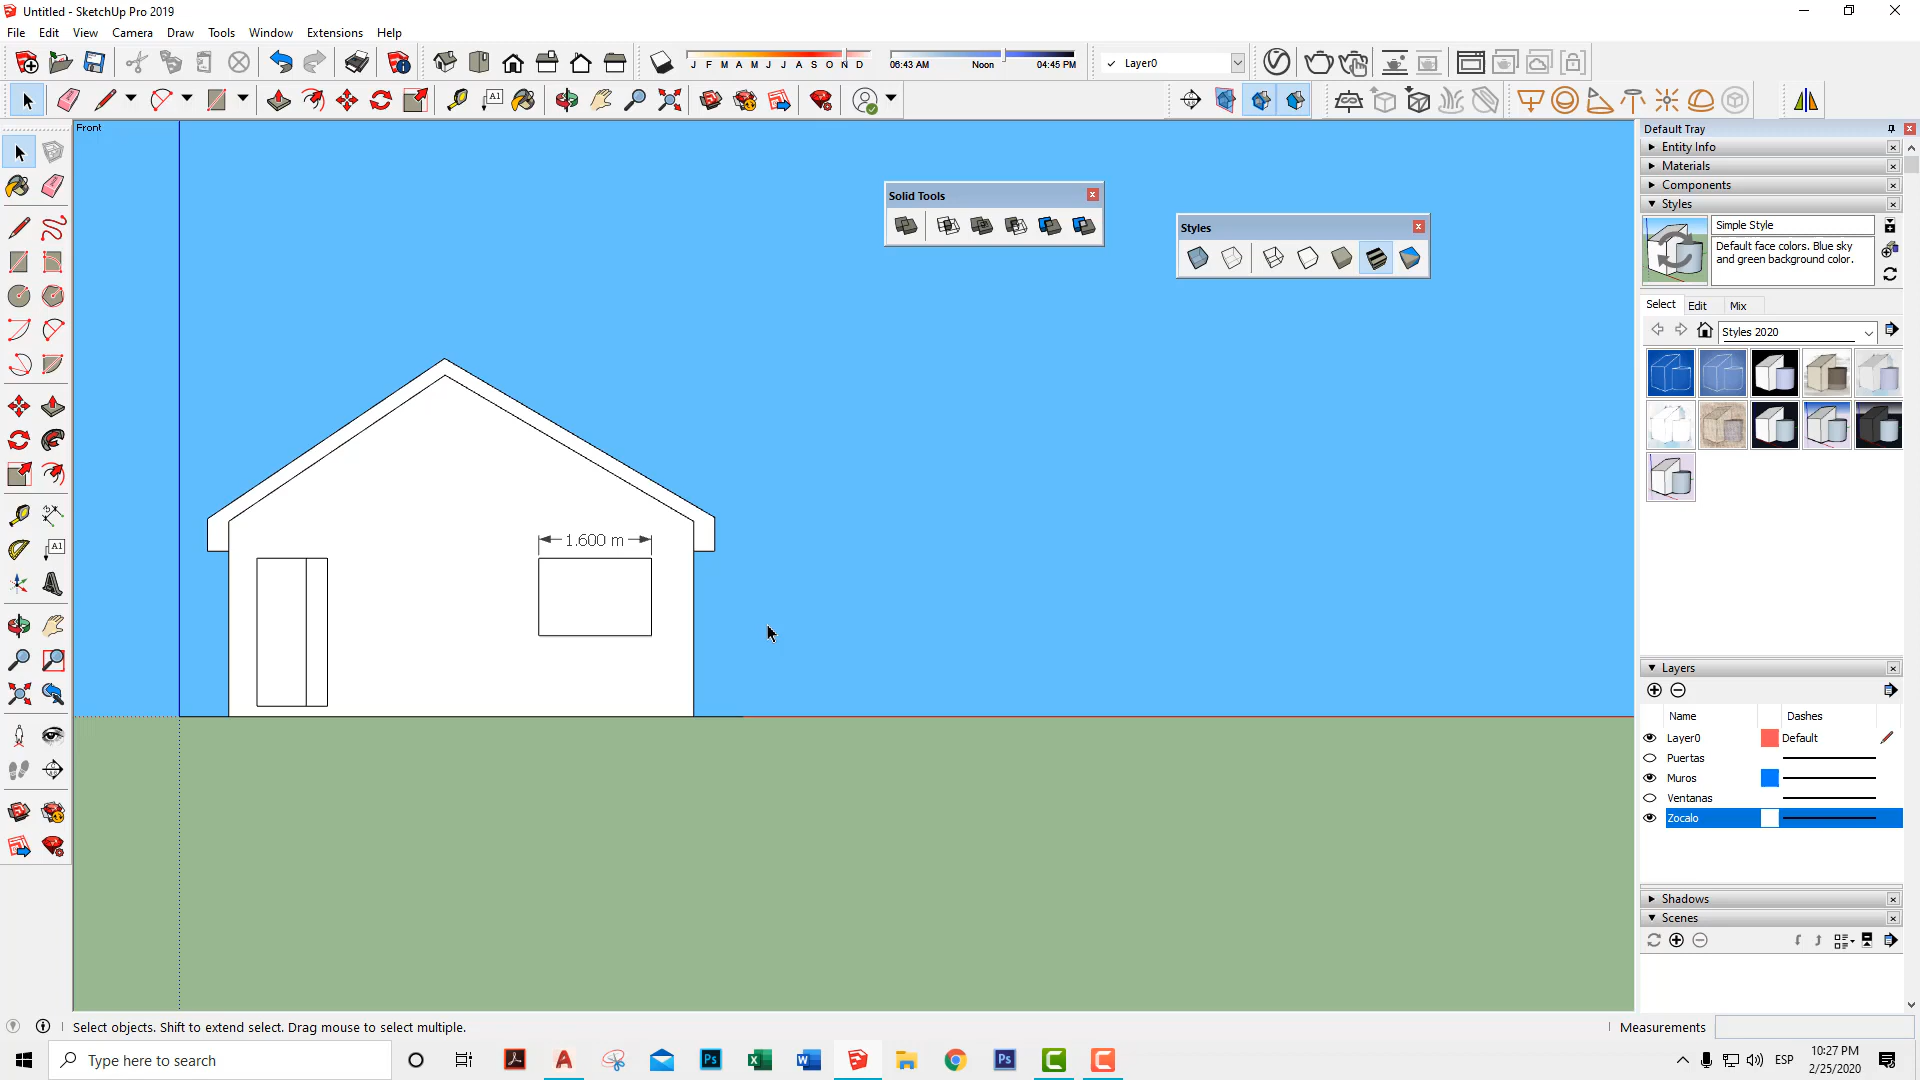 Untitled - SketchUp Pro 2019
File Edit View Camera Draw Tools Window Extensions Help
J F M A M J J A S O N D
06:43 AM Noon 04:45 PM
✓ Layer0
A1
Front
Default Tray
Entity Info
Materials
Components
Styles
Simple Style
Default face colors. Blue sky
and green background color.
Select Edit Mix
Styles 2020
Solid Tools
Styles
A1
1.600 m
Layers
Name Dashes
Layer0 Default
Puertas
Muros
Ventanas
Zocalo
Shadows
Scenes
Select objects. Shift to extend select. Drag mouse to select multiple.
Measurements
Type here to search
Ps
Ps
ESP
10:27 PM
2/25/2020